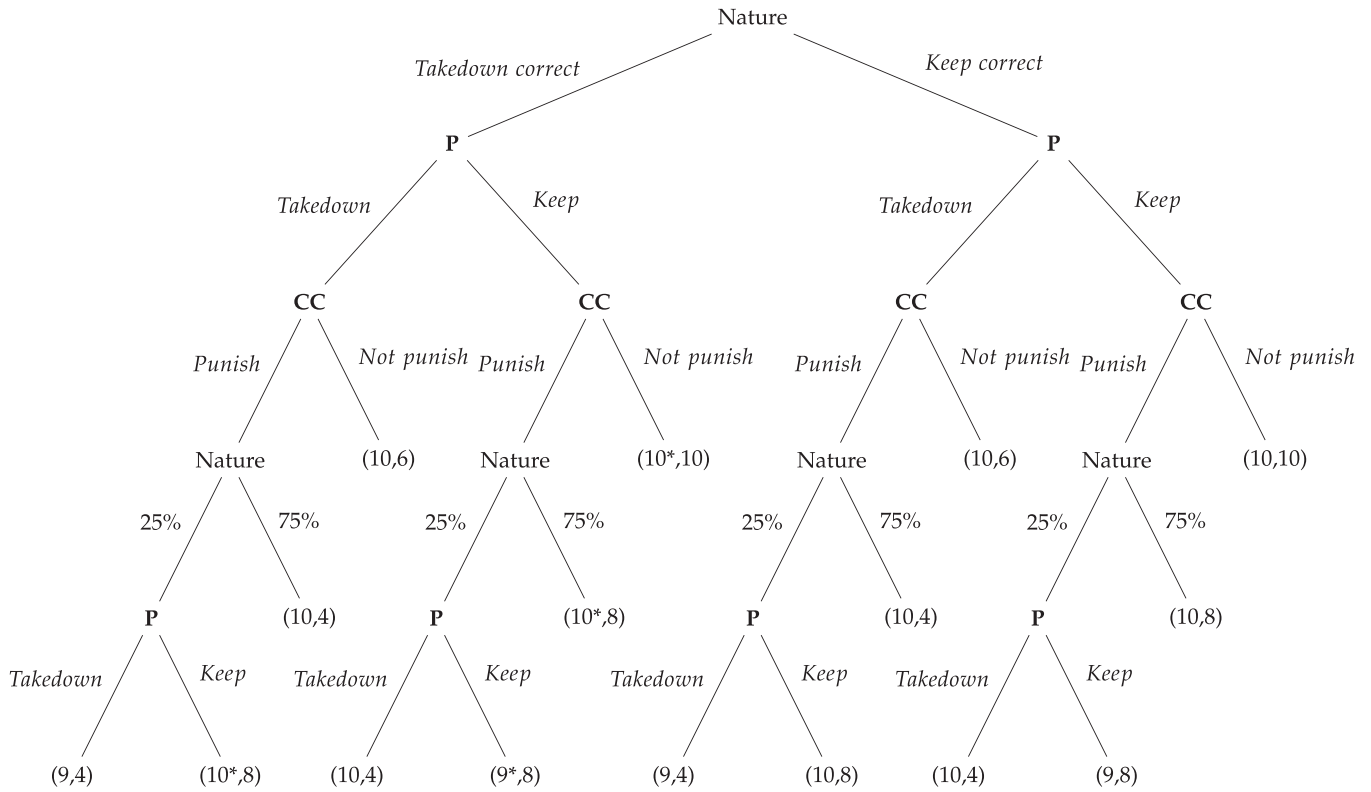 Nature
Takedown correct
Keep correct
P
P
Takedown
Keep
Takedown
Keep
CC
CC
CC
CC
Punish
Not punish
Punish
Not punish
Punish
Not punish
Punish
Not punish
Nature
(10,6)
Nature
(10*,10)
Nature
(10,6)
Nature
(10,10)
25%
75%
25%
75%
25%
75%
25%
75%
P
(10,4)
P
(10*,8)
P
(10,4)
P
(10,8)
Takedown
Keep
Takedown
Keep
Takedown
Keep
Takedown
Keep
(9,4)
(10*,8)
(10,4)
(9*,8)
(9,4)
(10,8)
(10,4)
(9,8)